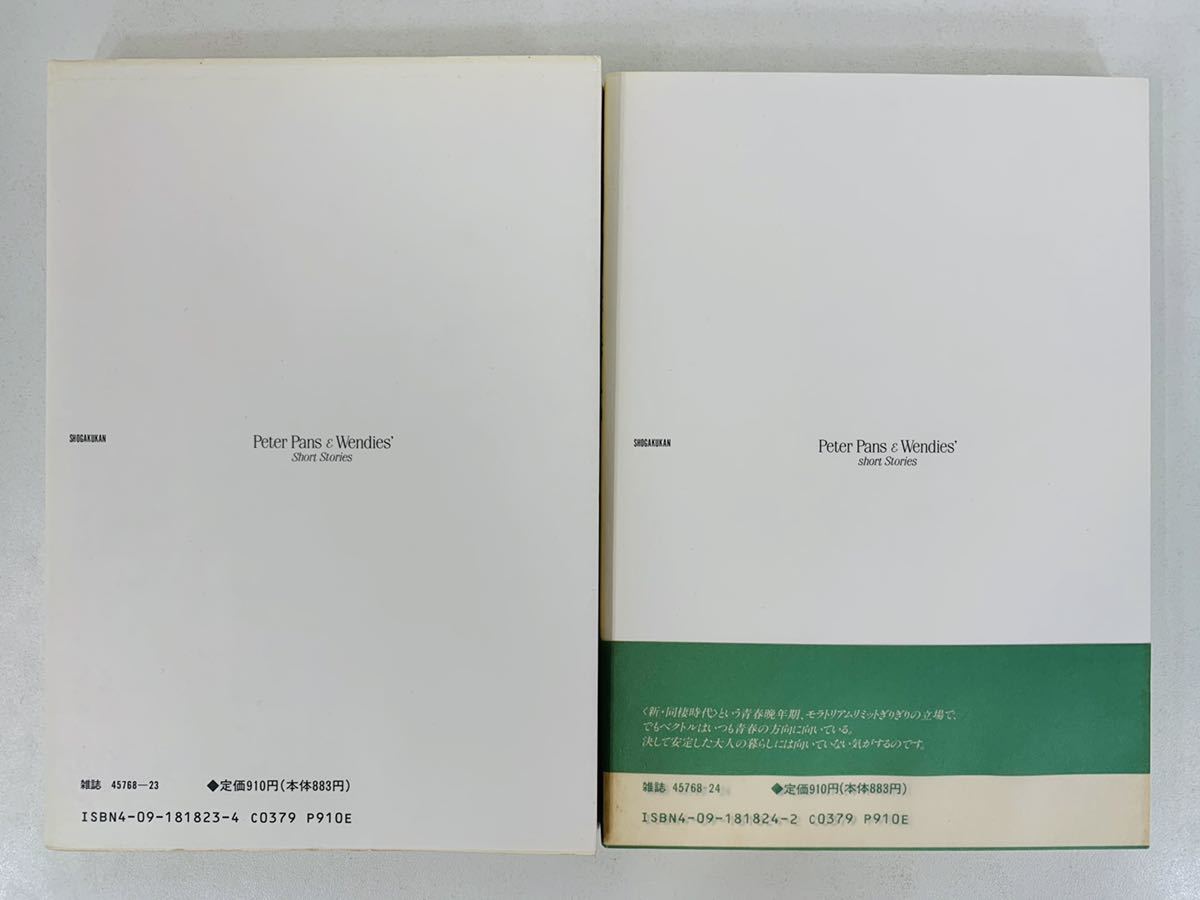 SHOGAKUKAN
Peter Pans & Wendies'
Short Stories
雑誌 45768—23 ◆定価910円(本体883円)
ISBN4-09-181823-4 C0379 P910E
SHOGAKUKAN
Peter Pans & Wendies'
short Stories
〈新・同棲時代〉という青春晩年期、モラトリアムリミットぎりぎりの立場で、
でもベクトルはいつも青春の方向に向いている。
決して安定した大人の暮らしには向いていない気がするのです。
雑誌 45768-24 ◆定価910円(本体883円)
ISBN4-09-181824-2 C0379 P910E